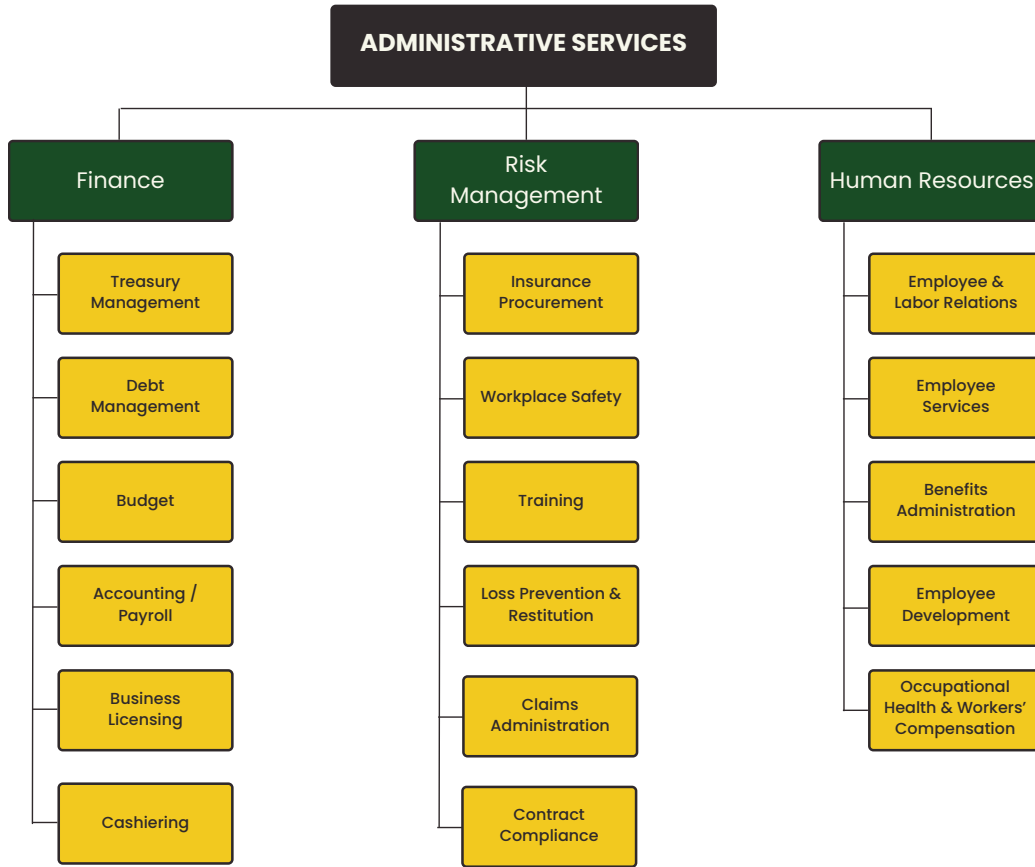 ADMINISTRATIVE SERVICES
Finance
Treasury
Management
Debt
Management
Budget
Accounting /
Payroll
Business
Licensing
Cashiering
Risk
Management
Insurance
Procurement
Workplace Safety
Training
Loss Prevention &
Restitution
Claims
Administration
Contract
Compliance
Human Resources
Employee &
Labor Relations
Employee
Services
Benefits
Administration
Employee
Development
Occupational
Health & Workers’
Compensation